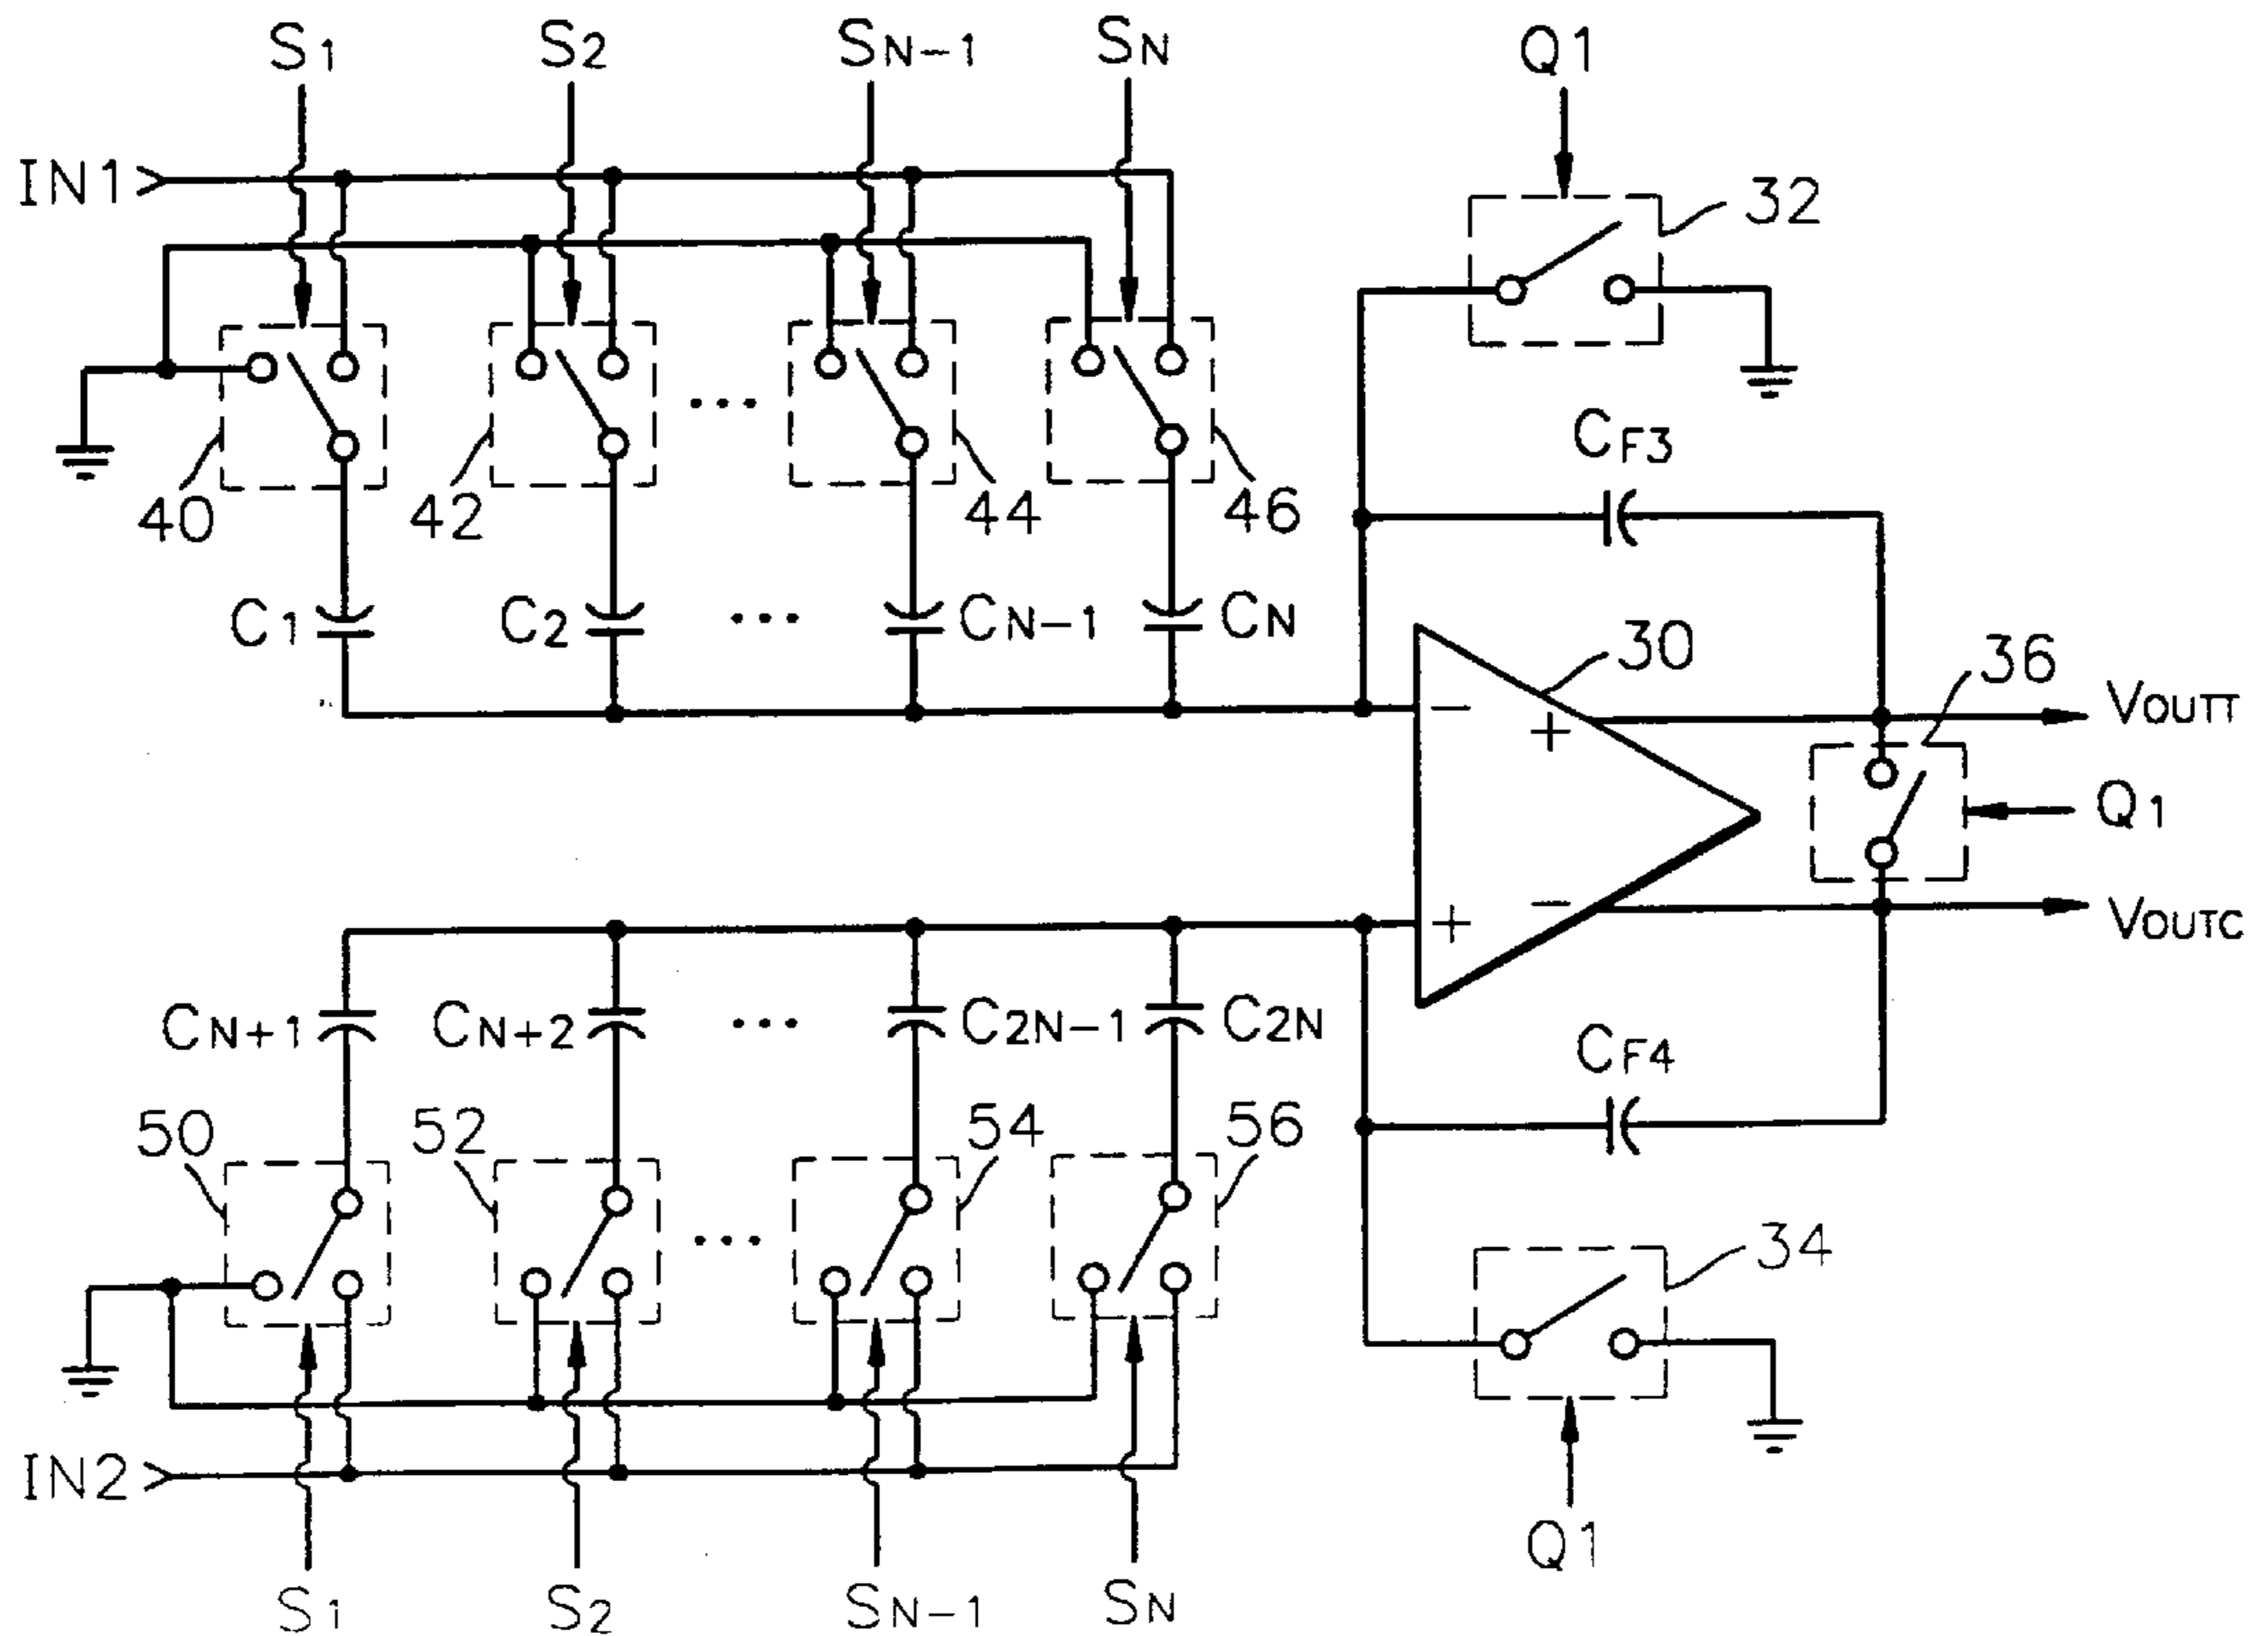 S1 S2 SN-1 SN Q1
IN1
32
40 42 44 46
CF3
C1 C2 ... CN-1 CN
30
36
VOUTT
- +
Q1
+ -
VOUTC
CN+1 CN+2 ... C2N-1 C2N
CF4
50 52 54 56
34
IN2
Q1
S1 S2 SN-1 SN